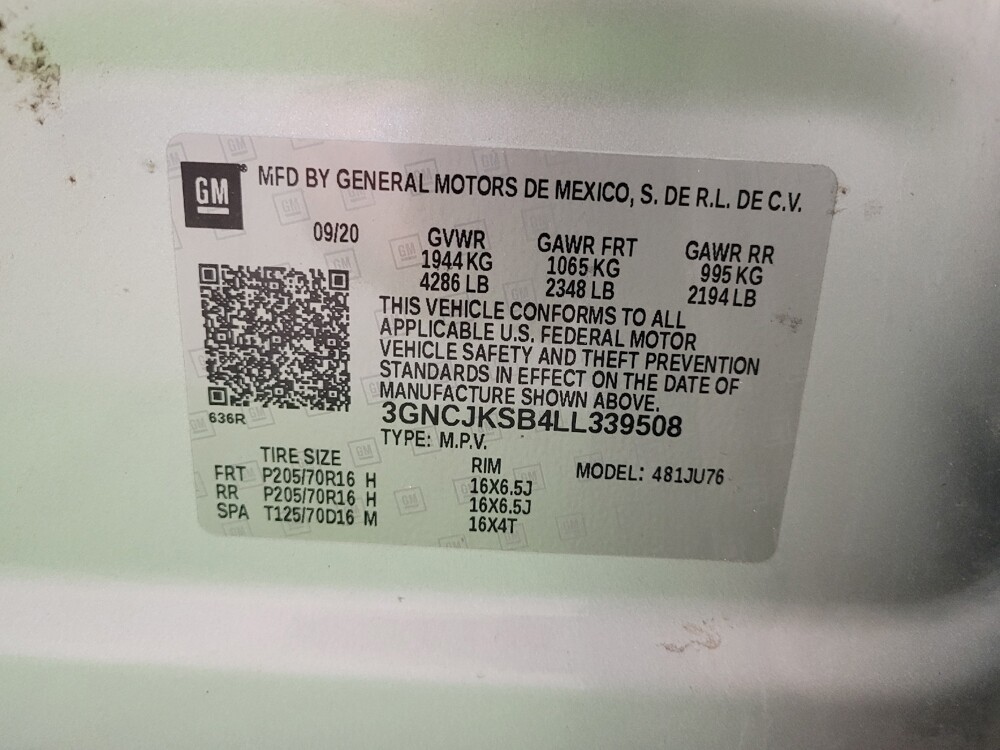 GM MFD BY GENERAL MOTORS DE MEXICO, S. DE R.L. DE C.V.
09/20 GVWR GAWR FRT GAWR RR
1944 KG 1065 KG 995 KG
4286 LB 2348 LB 2194 LB
THIS VEHICLE CONFORMS TO ALL
APPLICABLE U.S. FEDERAL MOTOR
VEHICLE SAFETY AND THEFT PREVENTION
STANDARDS IN EFFECT ON THE DATE OF
MANUFACTURE SHOWN ABOVE.
636R
3GNCJKSB4LL339508
TYPE: M.P.V.
TIRE SIZE RIM MODEL: 481JU76
FRT P205/70R16 H 16X6.5J
RR P205/70R16 H 16X6.5J
SPA T125/70D16 M 16X4T